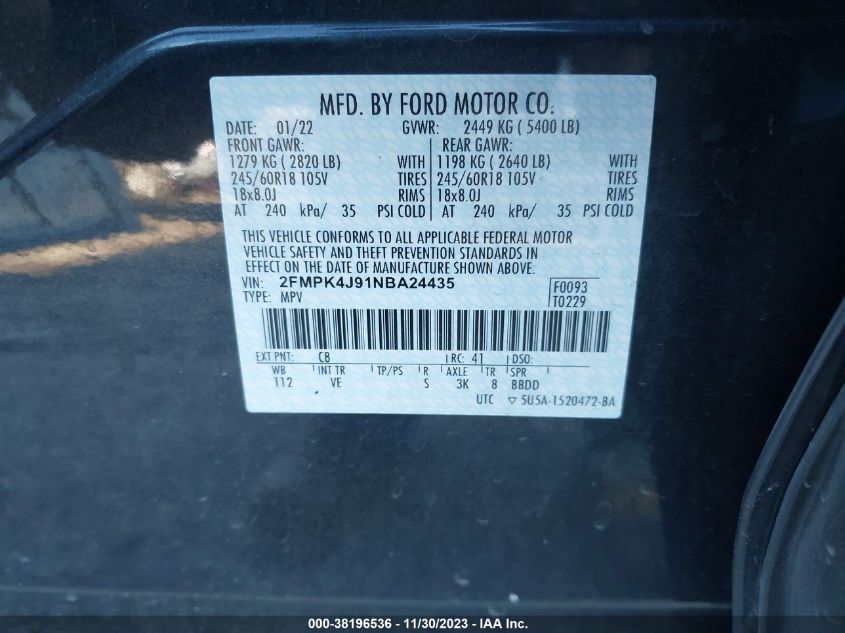 MFD. BY FORD MOTOR CO.
DATE: 01/22 GVWR: 2449 KG ( 5400 LB)
FRONT GAWR: REAR GAWR:
1279 KG ( 2820 LB) WITH 1198 KG ( 2640 LB) WITH
245/60R18 105V TIRES 245/60R18 105V TIRES
18x8.0J RIMS 18x8.0J RIMS
AT 240 kPa/ 35 PSI COLD AT 240 kPa/ 35 PSI COLD
THIS VEHICLE CONFORMS TO ALL APPLICABLE FEDERAL MOTOR
VEHICLE SAFETY AND THEFT PREVENTION STANDARDS IN
EFFECT ON THE DATE OF MANUFACTURE SHOWN ABOVE.
VIN: 2FMPK4J91NBA24435 F0093
TYPE: MPV T0229
EXT PNT: C8 RC: 41 DSO:
WB INT TR TP/PS R AXLE TR SPR
112 VE S 3K 8 BBDD
UTC ▽ 5U5A-1520472-BA
000-38196536 - 11/30/2023 - IAA Inc.